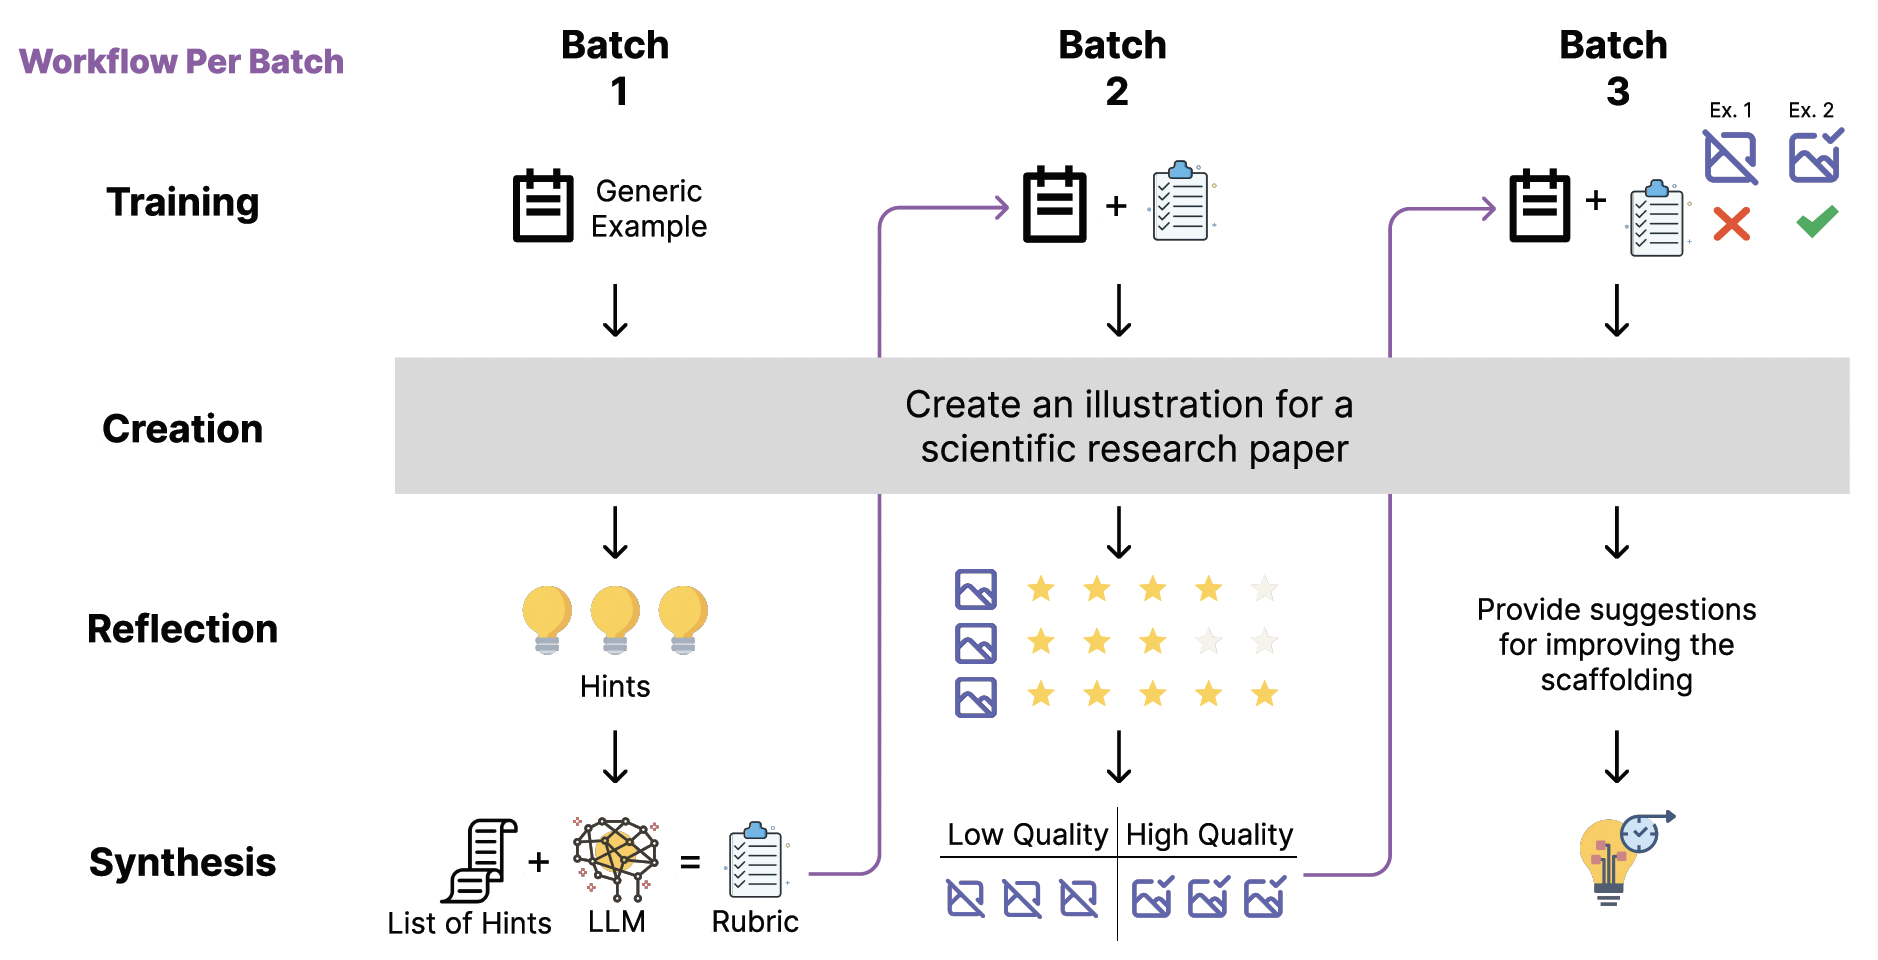 Workflow Per Batch
Batch
1
Batch
2
Batch
3
Ex. 1
Ex. 2
Training
Generic
Example
+
+
Creation
Create an illustration for a
scientific research paper
Reflection
Hints
Provide suggestions
for improving the
scaffolding
Synthesis
+
=
List of Hints
LLM
Rubric
Low Quality
High Quality